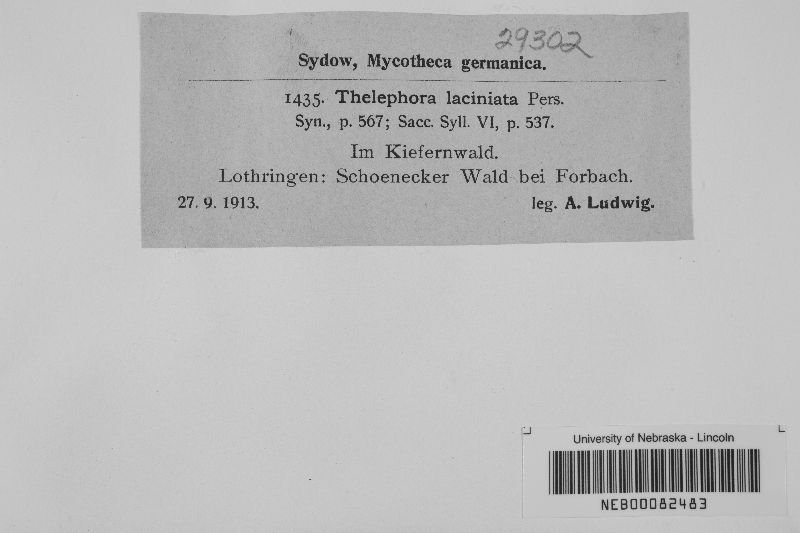 29302
Sydow, Mycotheca germanica.
1435. Thelephora laciniata Pers.
Syn., p. 567; Sacc. Syll. VI, p. 537.
Im Kiefernwald.
Lothringen: Schoenecker Wald bei Forbach.
27. 9. 1913. leg. A. Ludwig.
University of Nebraska - Lincoln
NEB00082483